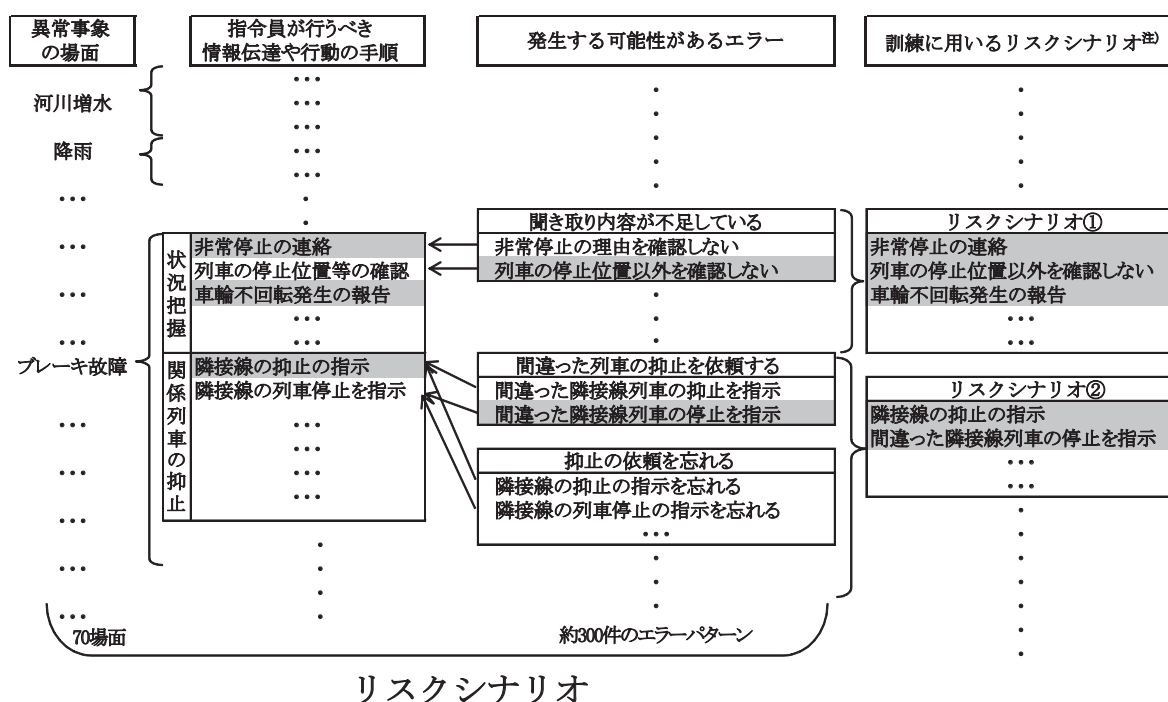 異常事象
の場面
指令員が行うべき
情報伝達や行動の手順
発生する可能性があるエラー
訓練に用いるリスクシナリオ注)
河川増水
降雨
ブレーキ故障
70場面
状況把握
非常停止の連絡
列車の停止位置等の確認
車輪不回転発生の報告
関係列車の抑止
隣接線の抑止の指示
隣接線の列車停止を指示
聞き取り内容が不足している
非常停止の理由を確認しない
列車の停止位置以外を確認しない
間違った列車の抑止を依頼する
間違った隣接線列車の抑止を指示
間違った隣接線列車の停止を指示
抑止の依頼を忘れる
隣接線の抑止の指示を忘れる
隣接線の列車停止の指示を忘れる
約300件のエラーパターン
リスクシナリオ①
非常停止の連絡
列車の停止位置以外を確認しない
車輪不回転発生の報告
リスクシナリオ②
隣接線の抑止の指示
間違った隣接線列車の停止を指示
リスクシナリオ